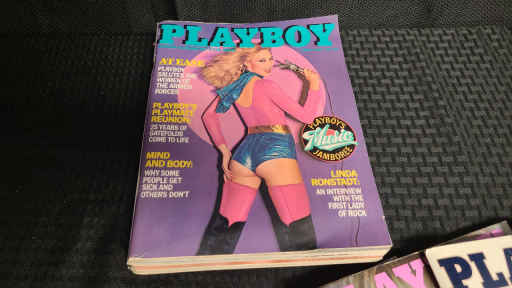 PLAYBOY
AT EASE
PLAYBOY
SALUTES THE
WOMEN OF
THE ARMED
FORCES
PLAYBOY'S
PLAYMATE
REUNION:
25 YEARS OF
GATEFOLDS
COME TO LIFE
MIND
AND BODY:
WHY SOME
PEOPLE GET
SICK AND
OTHERS DON'T
PLAYBOY'S
Music
JAMBOREE
LINDA
RONSTADT:
AN INTERVIEW
WITH THE
FIRST LADY
OF ROCK